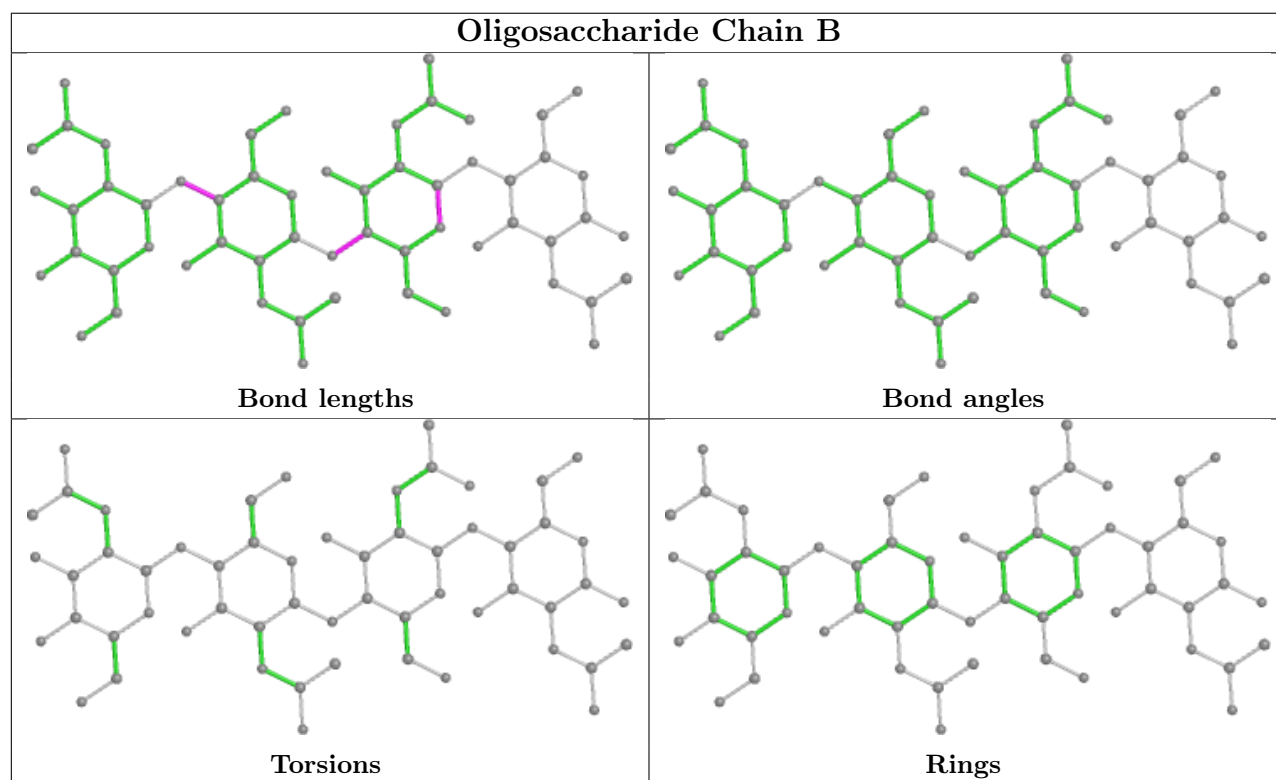 Oligosaccharide Chain B
Bond lengths
Bond angles
Torsions
Rings